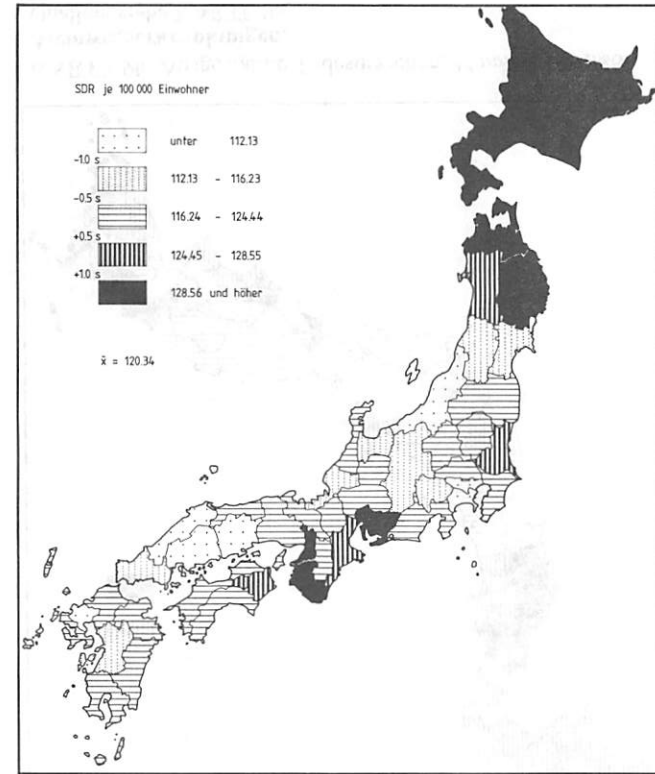 SDR je 100 000 Einwohner
unter 112.13
-1.0 s
112.13 - 116.23
-0.5 s
116.24 - 124.44
+0.5 s
124.45 - 128.55
+1.0 s
128.56 und höher
x̄ = 120.34